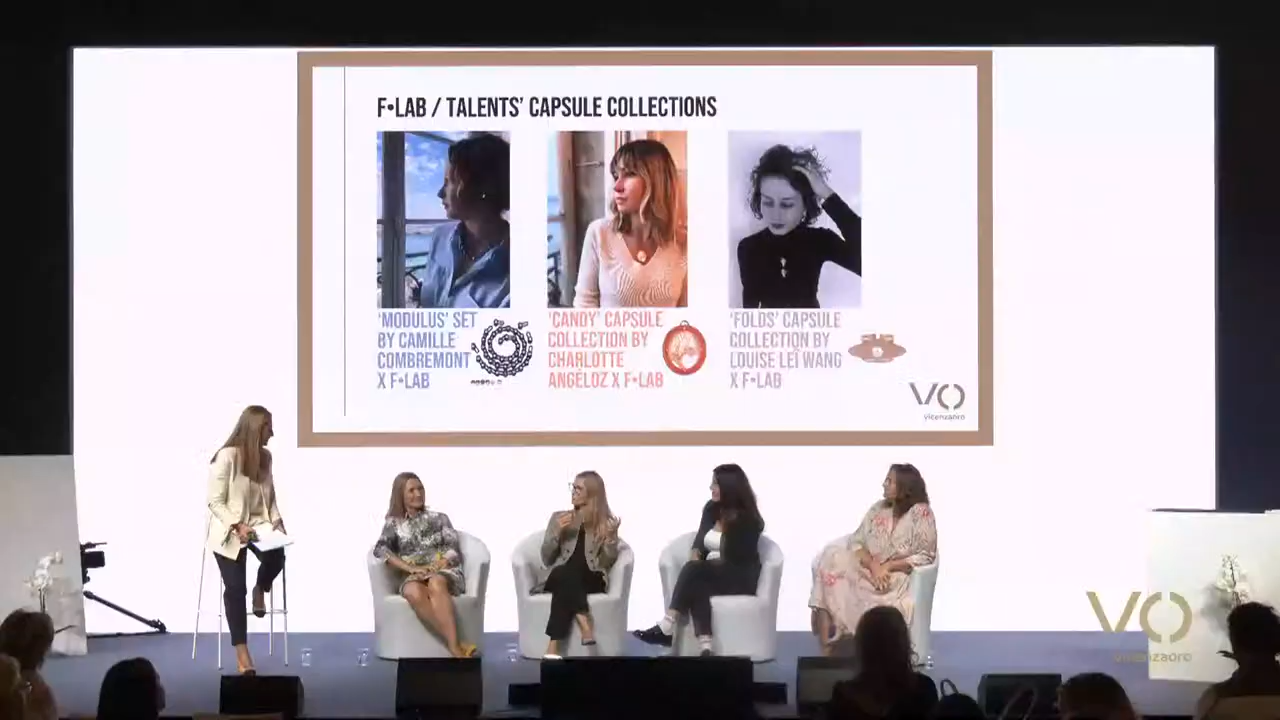 F•LAB / TALENTS' CAPSULE COLLECTIONS
'MODULUS' SET
BY CAMILLE
COMBREMONT
X F•LAB
'CANDY' CAPSULE
COLLECTION BY
CHARLOTTE
ANGÉLOZ X F•LAB
'FOLDS' CAPSULE
COLLECTION BY
LOUISE LEÏ WANG
X F•LAB
VO
vicenzaoro
VO
vicenzaoro